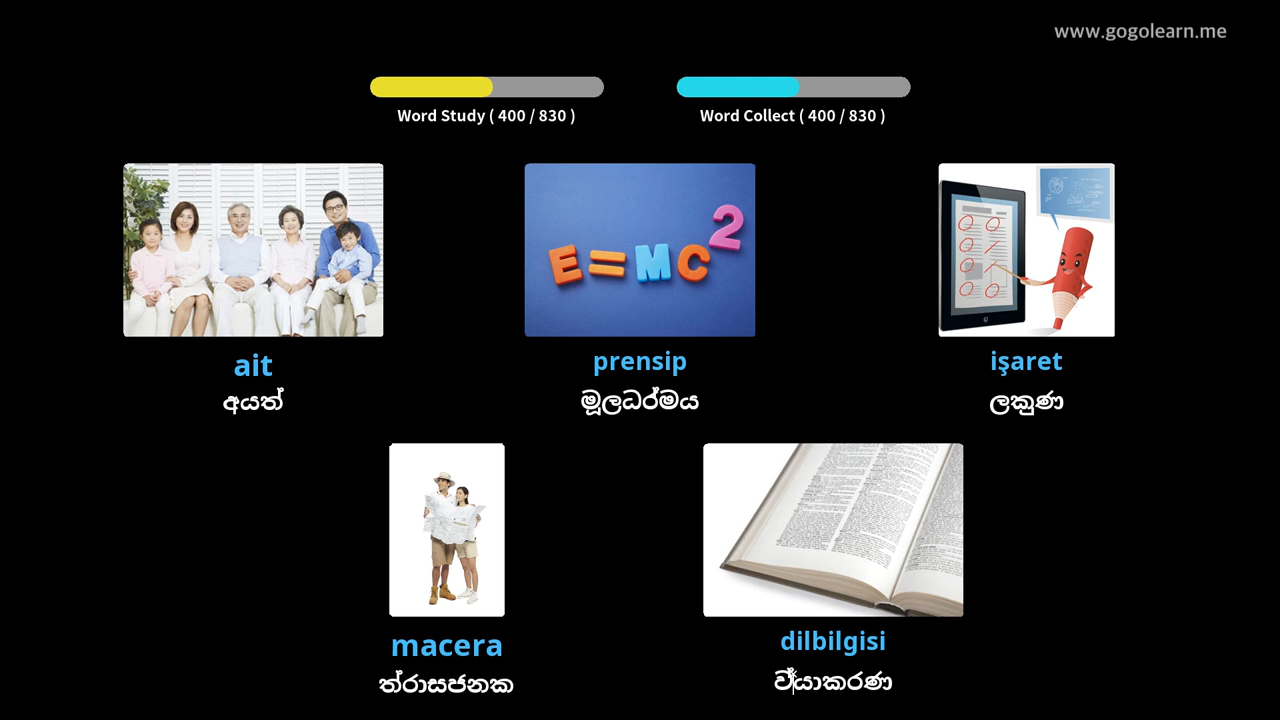 www.gogolearn.me
Word Study ( 400 / 830 )
Word Collect ( 400 / 830 )
E=MC2
ait
අයත්
prensip
මූලධර්මය
işaret
ලකුණ
macera
ත්රාසජනක
dilbilgisi
ව්යාකරණ